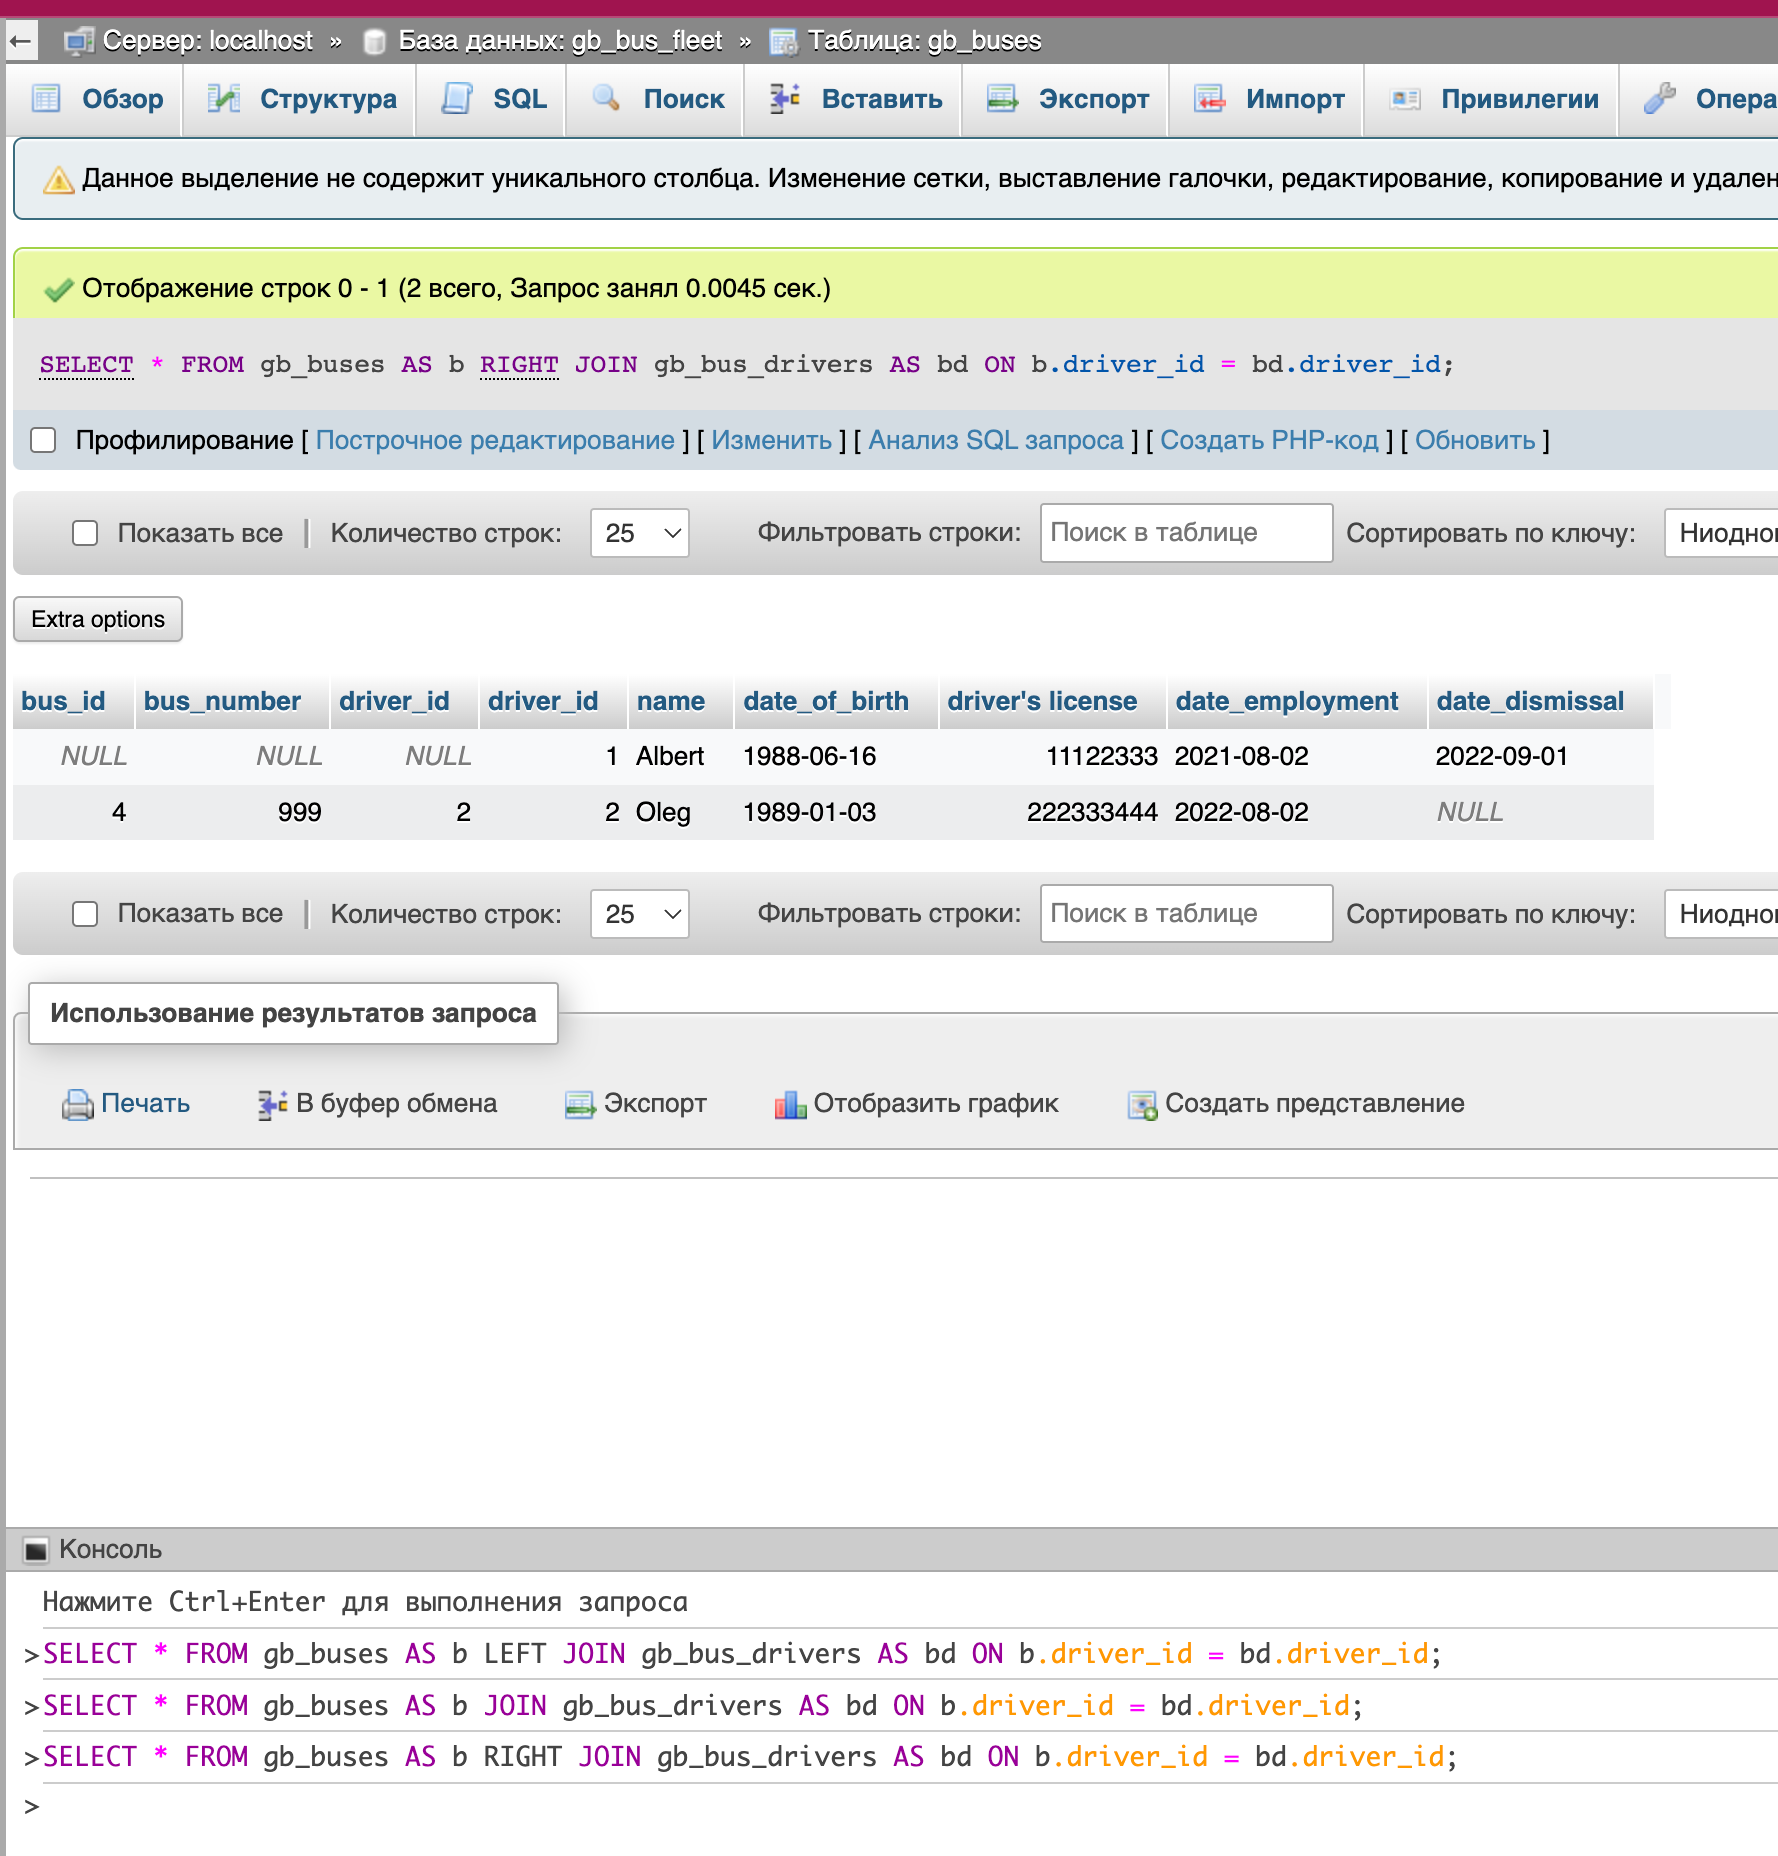 ← Сервер: localhost » База данных: gb_bus_fleet » Таблица: gb_buses
Обзор Структура SQL Поиск Вставить Экспорт Импорт Привилегии Опера
Данное выделение не содержит уникального столбца. Изменение сетки, выставление галочки, редактирование, копирование и удален
Отображение строк 0 - 1 (2 всего, Запрос занял 0.0045 сек.)
SELECT * FROM gb_buses AS b RIGHT JOIN gb_bus_drivers AS bd ON b.driver_id = bd.driver_id;
Профилирование [ Построчное редактирование ] [ Изменить ] [ Анализ SQL запроса ] [ Создать PHP-код ] [ Обновить ]
Показать все | Количество строк: 25 Фильтровать строки: Поиск в таблице Сортировать по ключу: Ниодног
Extra options
bus_id bus_number driver_id driver_id name date_of_birth driver's license date_employment date_dismissal
NULL NULL NULL 1 Albert 1988-06-16 11122333 2021-08-02 2022-09-01
4 999 2 2 Oleg 1989-01-03 222333444 2022-08-02 NULL
Показать все | Количество строк: 25 Фильтровать строки: Поиск в таблице Сортировать по ключу: Ниодног
Использование результатов запроса
Печать В буфер обмена Экспорт Отобразить график Создать представление
Консоль
Нажмите Ctrl+Enter для выполнения запроса
>SELECT * FROM gb_buses AS b LEFT JOIN gb_bus_drivers AS bd ON b.driver_id = bd.driver_id;
>SELECT * FROM gb_buses AS b JOIN gb_bus_drivers AS bd ON b.driver_id = bd.driver_id;
>SELECT * FROM gb_buses AS b RIGHT JOIN gb_bus_drivers AS bd ON b.driver_id = bd.driver_id;
>